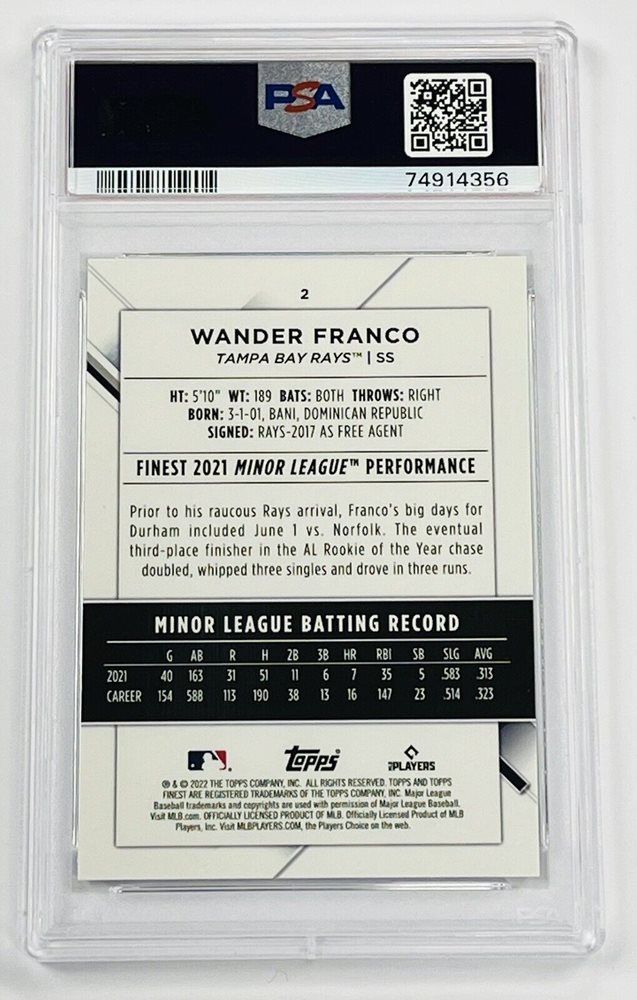 PSA
74914356
2
WANDER FRANCO
TAMPA BAY RAYS™ | SS
HT: 5'10" WT: 189 BATS: BOTH THROWS: RIGHT
BORN: 3-1-01, BANI, DOMINICAN REPUBLIC
SIGNED: RAYS-2017 AS FREE AGENT
FINEST 2021 MINOR LEAGUE™ PERFORMANCE
Prior to his raucous Rays arrival, Franco's big days for
Durham included June 1 vs. Norfolk. The eventual
third-place finisher in the AL Rookie of the Year chase
doubled, whipped three singles and drove in three runs.
MINOR LEAGUE BATTING RECORD
G AB R H 2B 3B HR RBI SB SLG AVG
2021 40 163 31 51 11 6 7 35 5 .583 .313
CAREER 154 588 113 190 38 13 16 147 23 .514 .323
Topps
PLAYERS
® & © 2022 THE TOPPS COMPANY, INC. ALL RIGHTS RESERVED. TOPPS AND TOPPS
FINEST ARE REGISTERED TRADEMARKS OF THE TOPPS COMPANY, INC. Major League
Baseball trademarks and copyrights are used with permission of Major League Baseball.
Visit MLB.com. OFFICIALLY LICENSED PRODUCT OF MLB. Officially Licensed Product of MLB
Players, Inc. Visit MLBPLAYERS.COM, the Players Choice on the web.
PSA